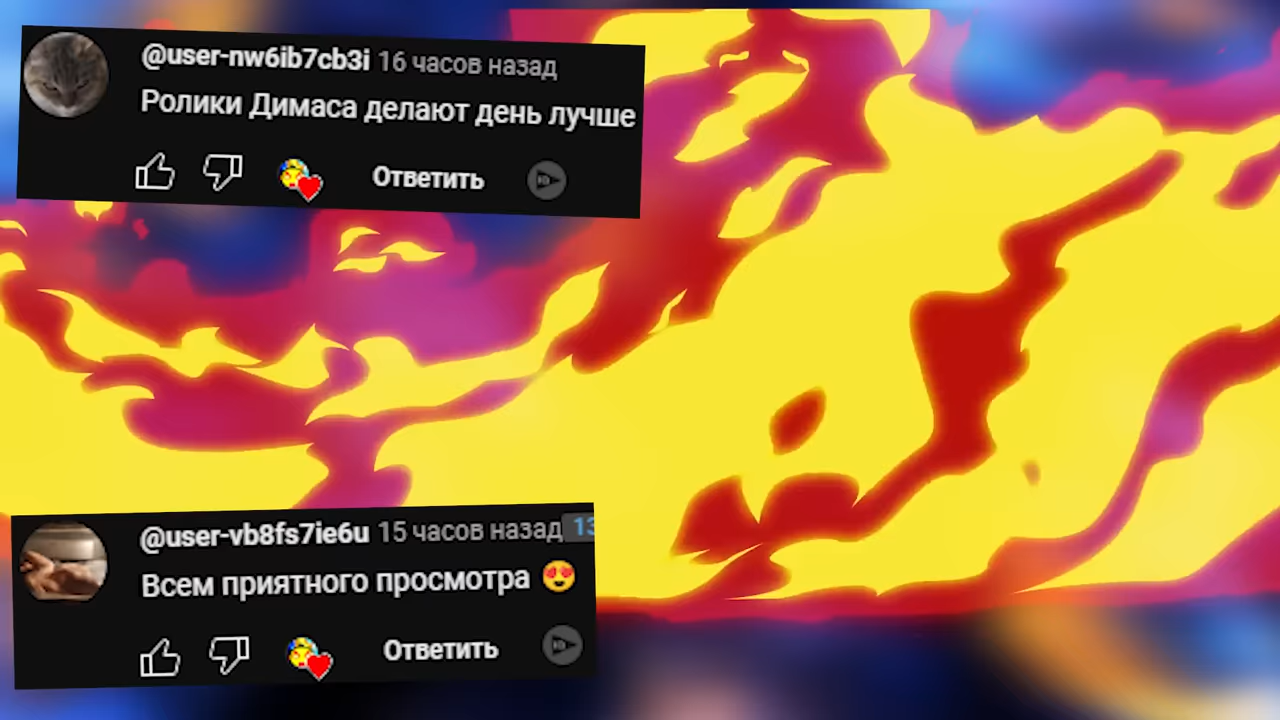 @user-nw6ib7cb3i 16 часов назад
Ролики Димаса делают день лучше
Ответить
@user-vb8fs7ie6u 15 часов назад 13
Всем приятного просмотра 😍
Ответить